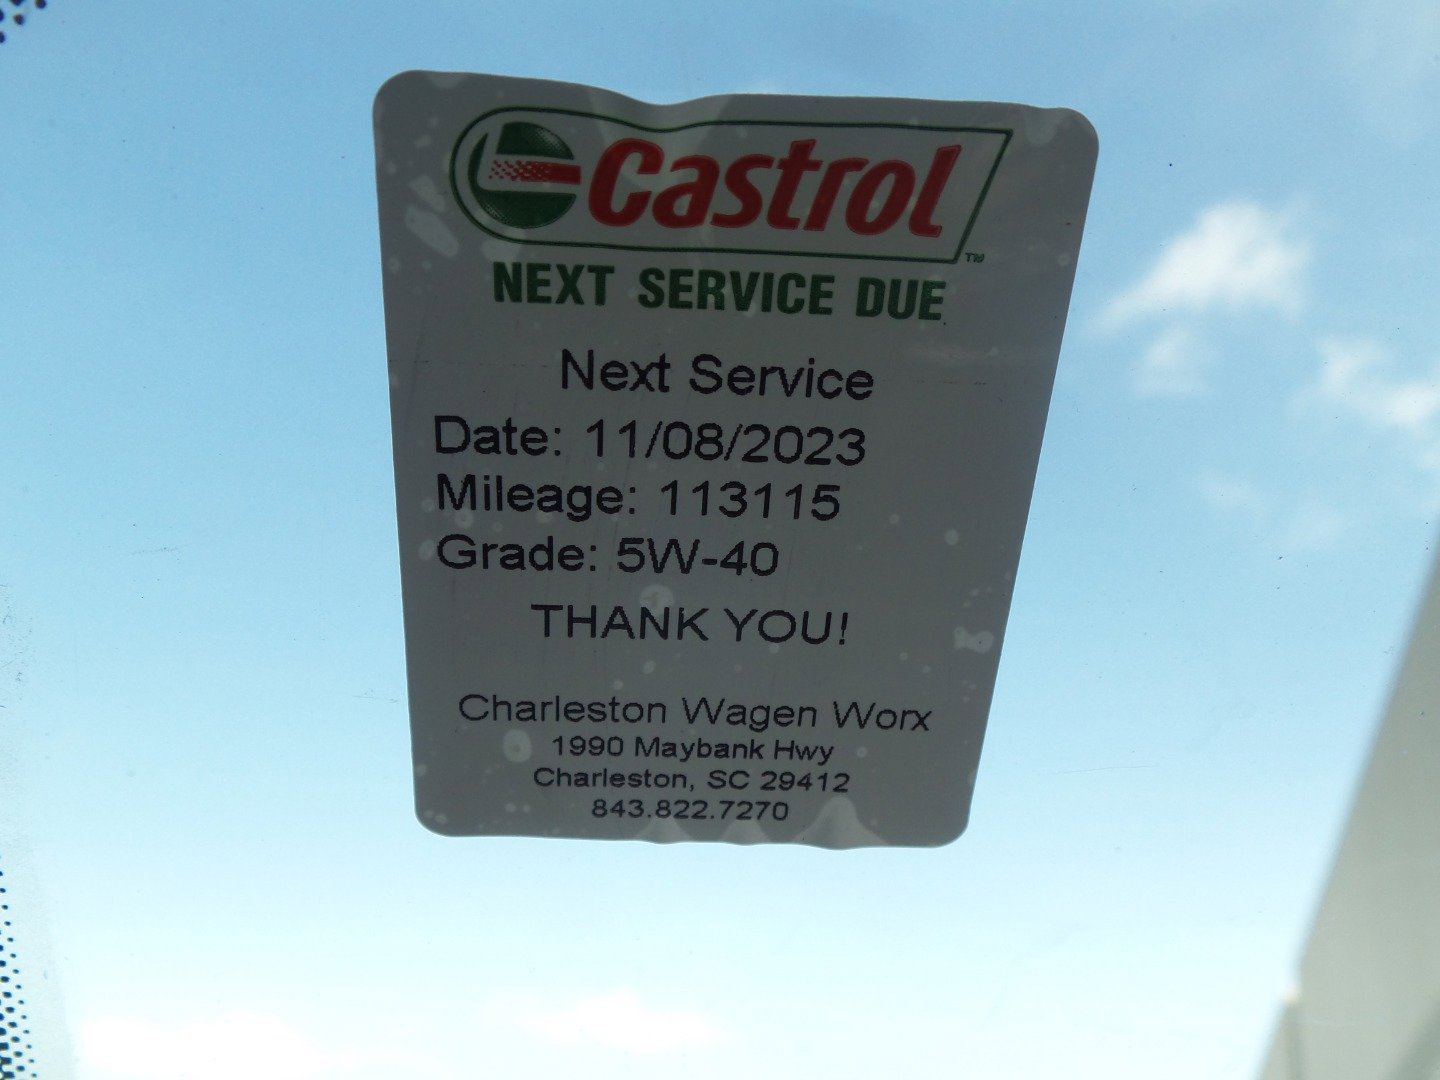 Castrol
TM
NEXT SERVICE DUE
Next Service
Date: 11/08/2023
Mileage: 113115
Grade: 5W-40
THANK YOU!
Charleston Wagen Worx
1990 Maybank Hwy
Charleston, SC 29412
843.822.7270